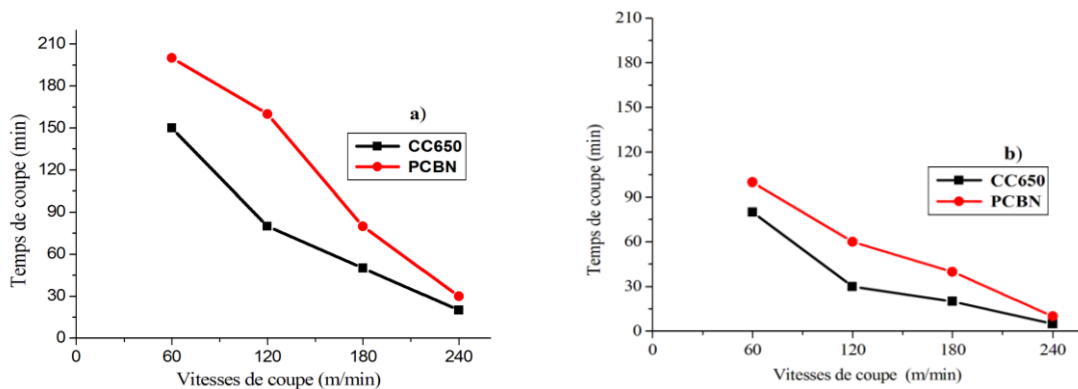 210
180
150
120
90
60
30
0
Temps de coupe (min)
a)
CC650
PCBN
0 60 120 180 240
Vitesses de coupe (m/min)
210
180
150
120
90
60
30
0
Temps de coupe (min)
b)
CC650
PCBN
0 60 120 180 240
Vitesses de coupe (m/min)